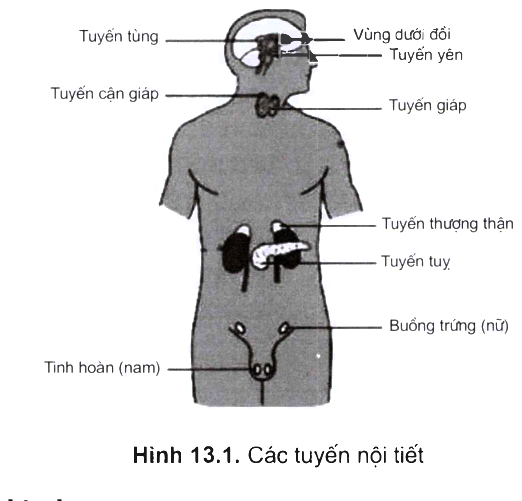 Tuyến tùng
Vùng dưới đồi
Tuyến yên
Tuyến cận giáp
Tuyến giáp
Tuyến thượng thận
Tuyến tuỵ
Buồng trứng (nữ)
Tinh hoàn (nam)
Hình 13.1. Các tuyến nội tiết